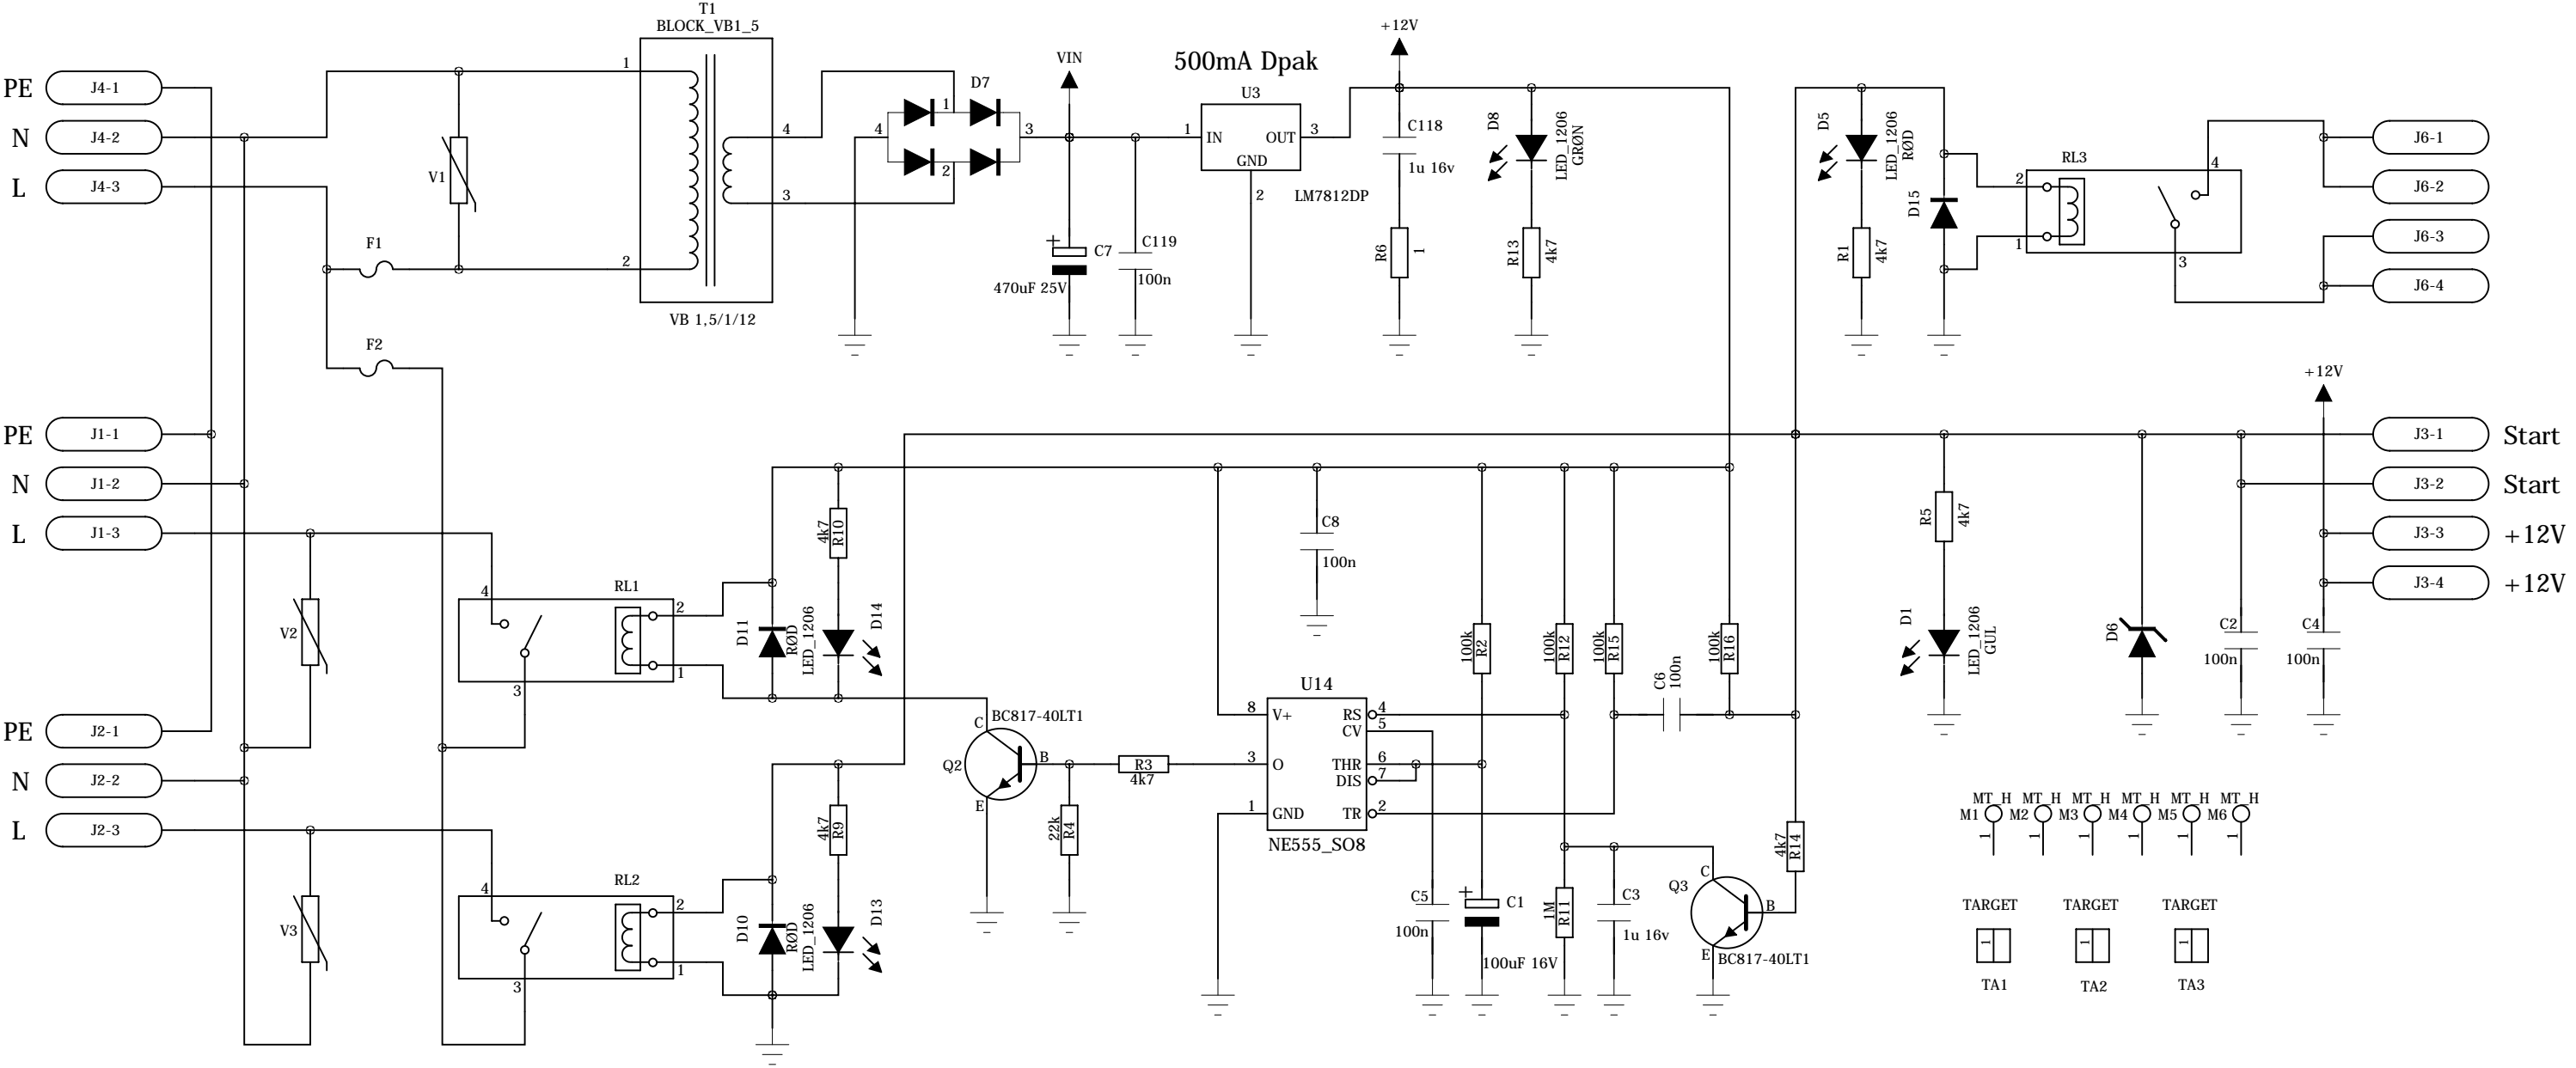 T1
BLOCK_VB1_5
1
2
4
3
VB 1,5/1/12
PE J4-1
N J4-2
L J4-3
V1
F1
F2
D7
1
4
3
2
VIN
+
C7
470uF 25V
C119
100n
500mA Dpak
U3
1 IN OUT 3
GND
2
LM7812DP
+12V
C118
1u 16v
R6
1
D8
LED_1206
GRØN
R13
4k7
D5
LED_1206
RØD
R1
4k7
D15
RL3
2
1
4
3
J6-1
J6-2
J6-3
J6-4
PE J1-1
N J1-2
L J1-3
V2
RL1
4
3
2
1
D11
RØD
LED_1206
4k7
R10
D14
PE J2-1
N J2-2
L J2-3
V3
RL2
4
3
2
1
D10
RØD
LED_1206
4k7
R9
D13
Q2
C
B
E
BC817-40LT1
22k
R4
R3
4k7
C8
100n
U14
8 V+
3 O
1 GND
RS 4
CV 5
THR 6
DIS 7
TR 2
NE555_SO8
100k
R2
100k
R12
100k
R15
C6
100n
100k
R16
C5
100n
+
C1
100uF 16V
1M
R11
C3
1u 16v
Q3
C
B
E
BC817-40LT1
4k7
R14
R5
4k7
D1
LED_1206
GUL
D6
C2
100n
C4
100n
+12V
J3-1 Start
J3-2 Start
J3-3 +12V
J3-4 +12V
MT_H MT_H MT_H MT_H MT_H MT_H
M1 M2 M3 M4 M5 M6
1 1 1 1 1 1
TARGET TARGET TARGET
1 1 1
TA1 TA2 TA3